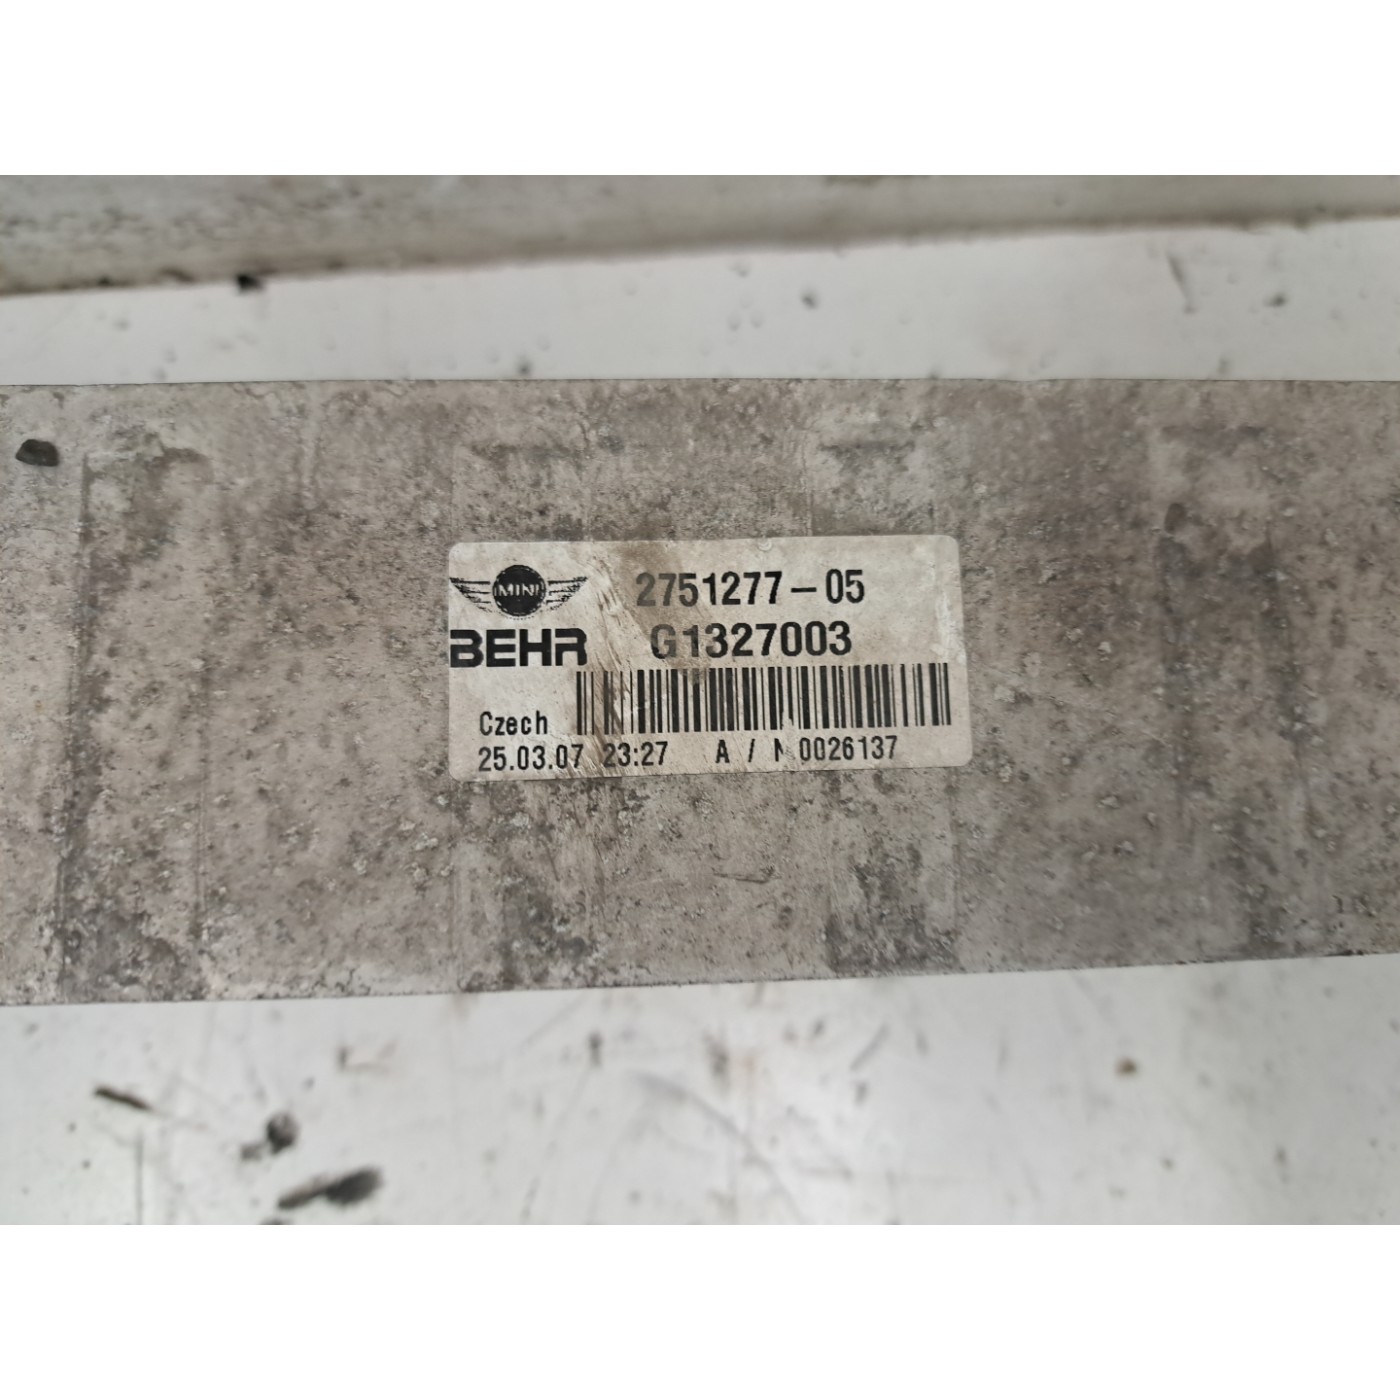 MINI
2751277-05
BEHR G1327003
Czech
25.03.07 23:27 A / 0026137